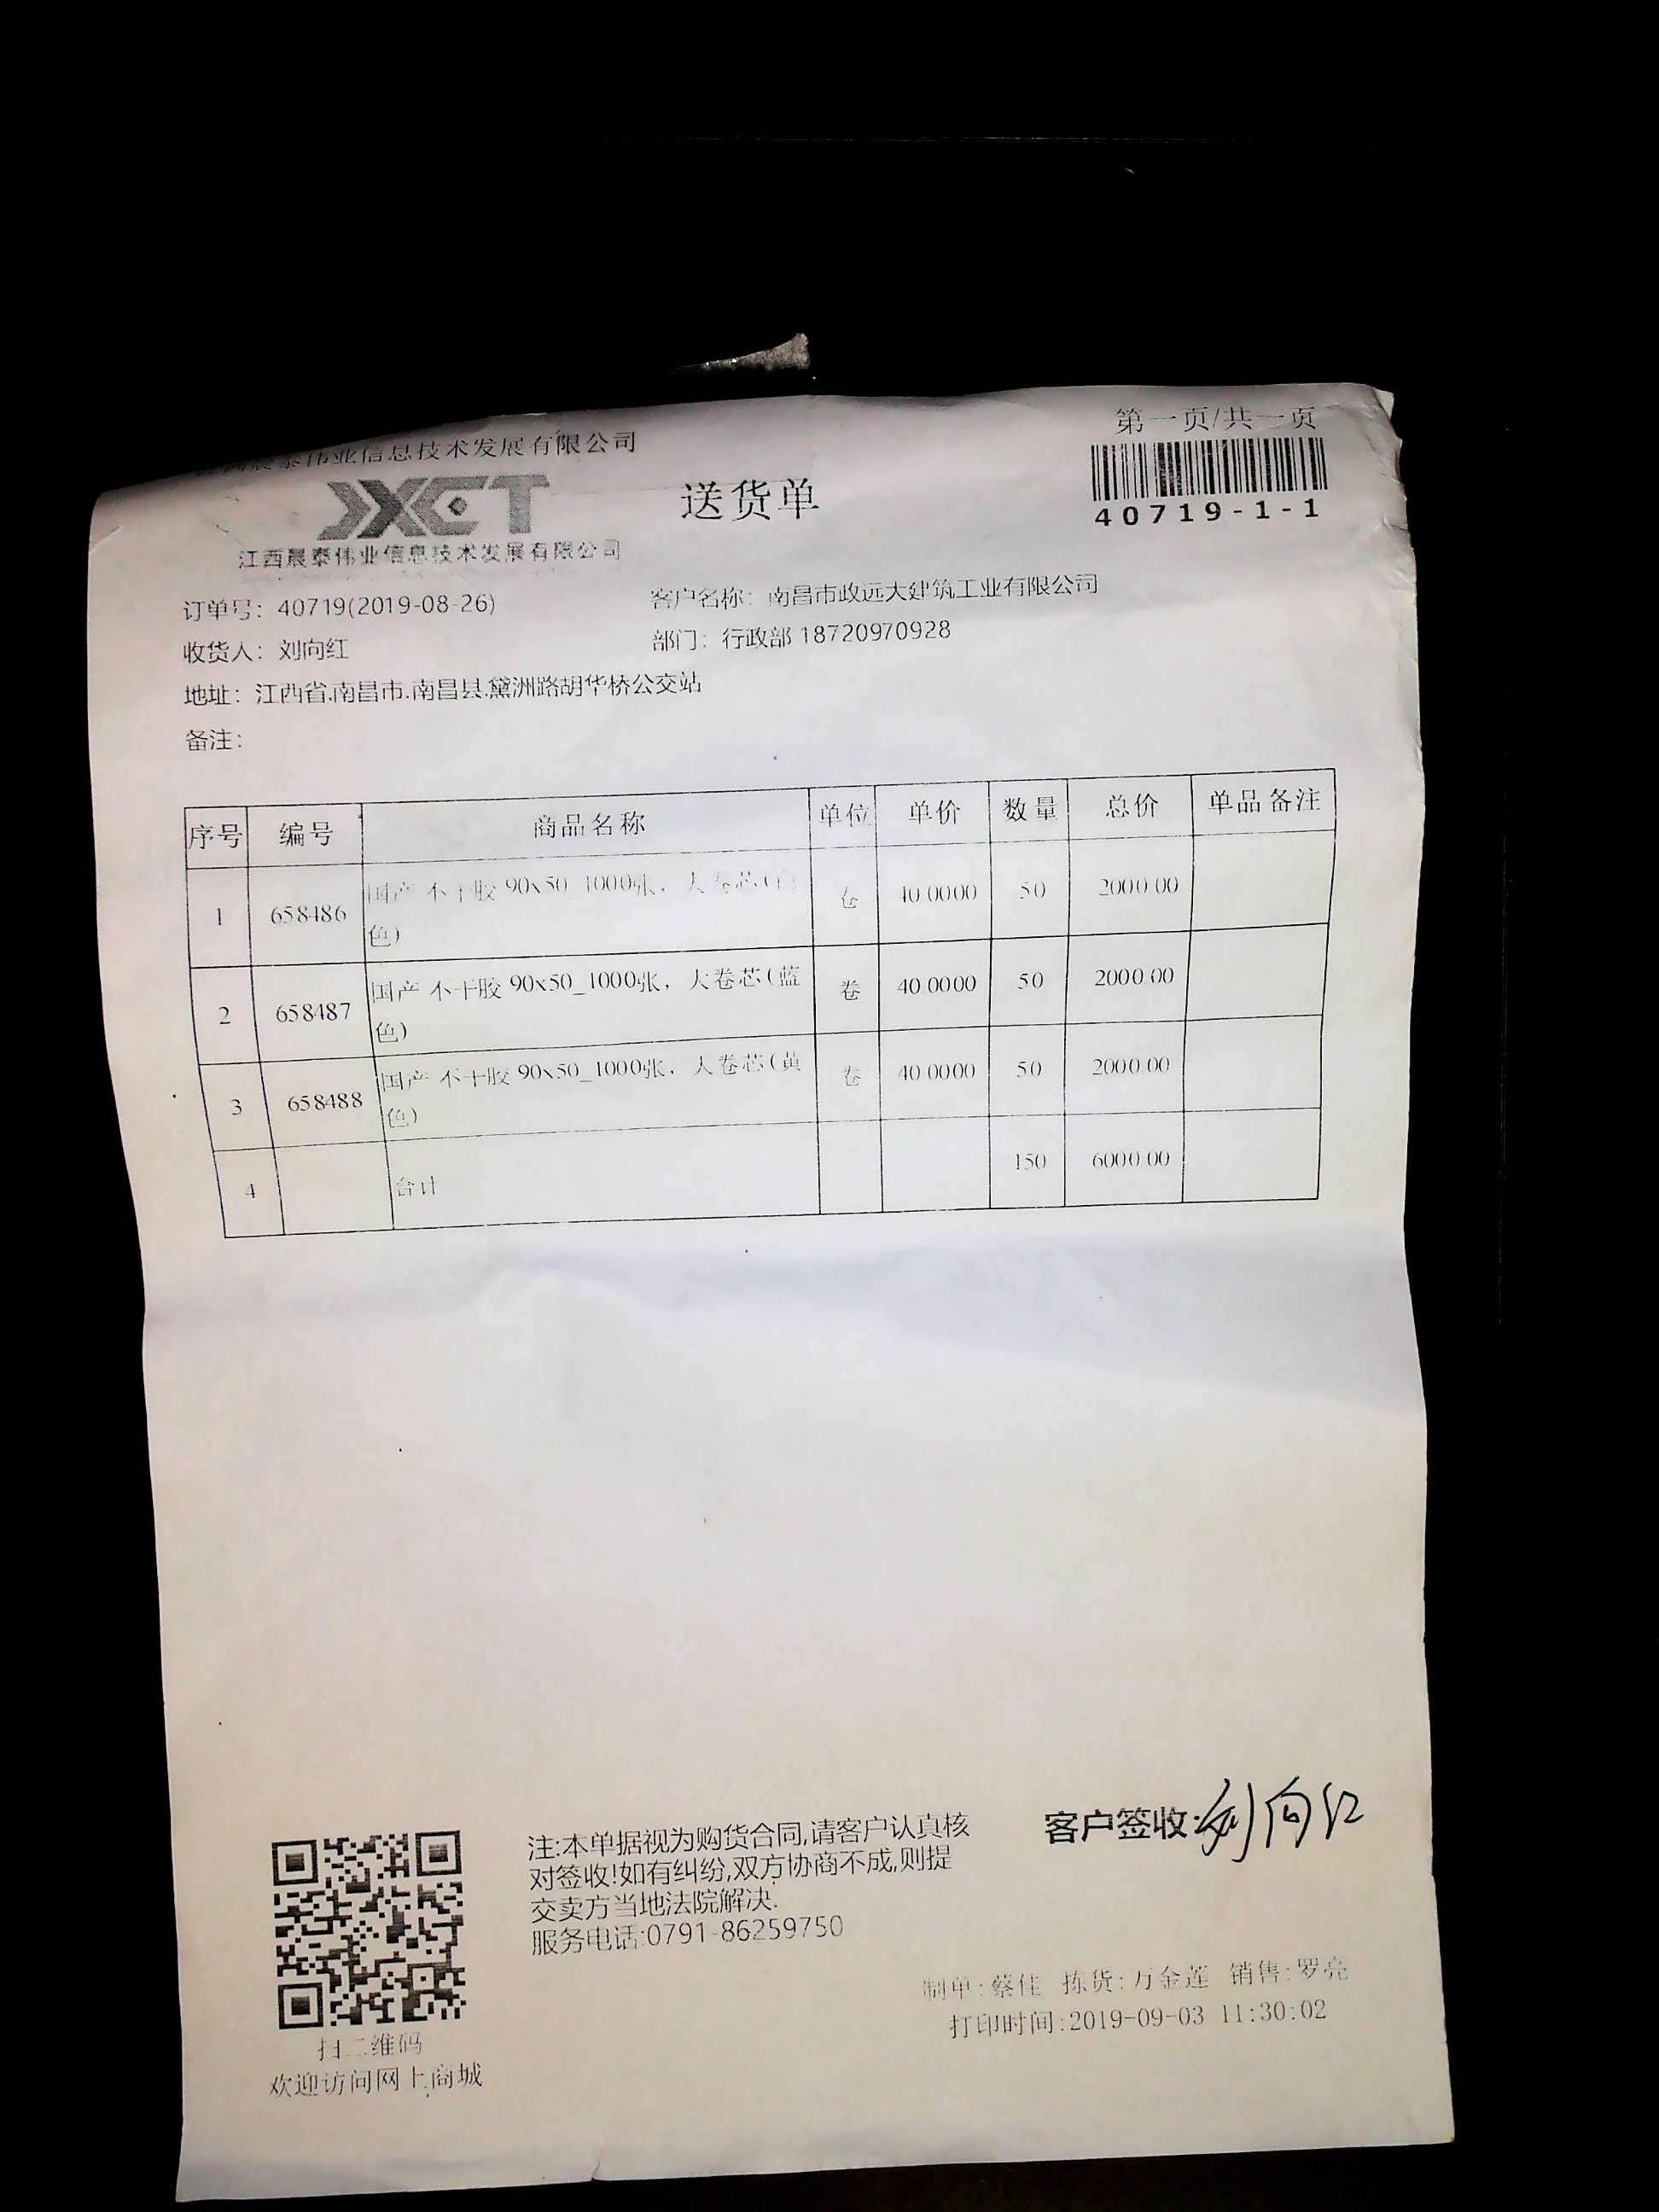 第一页/共一页
江西晨泰伟业信息技术发展有限公司
JXCT
送货单
40719-1-1
江西晨泰伟业信息技术发展有限公司
订单号：40719(2019-08-26)
客户名称：南昌市政远大建筑工业有限公司
收货人：刘向红
部门：行政部 18720970928
地址：江西省.南昌市.南昌县.黛洲路胡华桥公交站
备注：
序号 编号 商品名称 单位 单价 数量 总价 单品备注
1 658486 国产 不干胶 90x50_1000张，大卷芯(白色) 卷 40.0000 50 2000.00
2 658487 国产 不干胶 90x50_1000张，大卷芯(蓝色) 卷 40.0000 50 2000.00
3 658488 国产 不干胶 90x50_1000张，大卷芯(黄色) 卷 40.0000 50 2000.00
4 合计 150 6000.00
注:本单据视为购货合同,请客户认真核
对签收!如有纠纷,双方协商不成,则提
交卖方当地法院解决.
服务电话:0791-86259750
客户签收:刘向红
制单:蔡佳 拣货:万金莲 销售:罗亮
打印时间:2019-09-03 11:30:02
扫二维码
欢迎访问网上商城